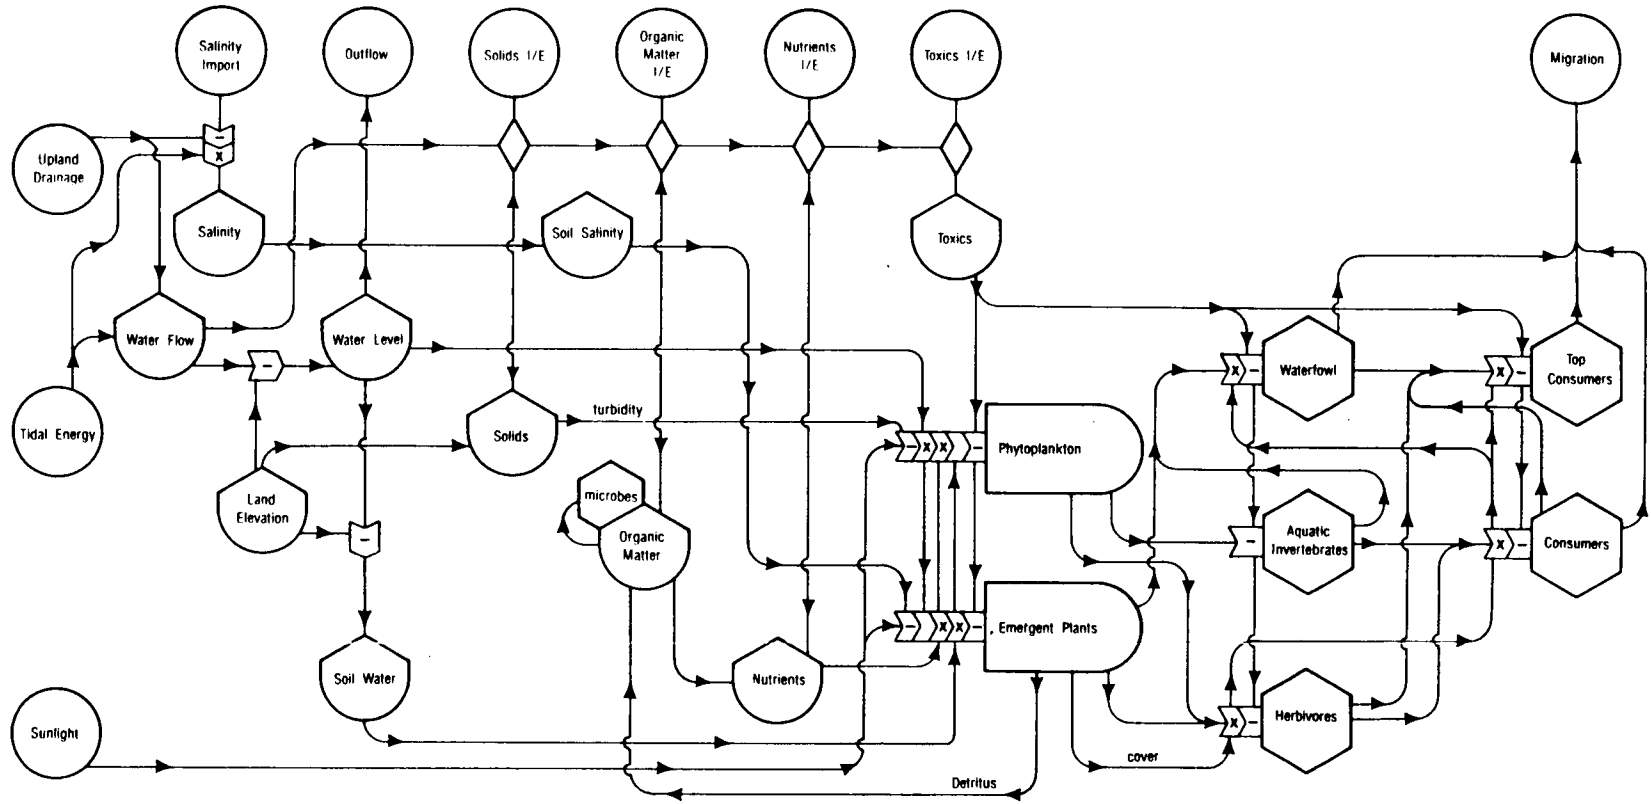 Salinity
Import
Outflow
Solids I/E
Organic
Matter
I/E
Nutrients
I/E
Toxics I/E
Migration
Upland
Drainage
-
x
Salinity
Soil Salinity
Toxics
Water Flow
-
Water Level
x -
Waterfowl
x -
Top
Consumers
Tidal Energy
turbidity
Solids
- x x -
Phytoplankton
Land
Elevation
-
microbes
Organic
Matter
-
Aquatic
Invertebrates
x -
Consumers
- x x -
Emergent Plants
Soil Water
Nutrients
x -
Herbivores
Sunlight
cover
Detritus